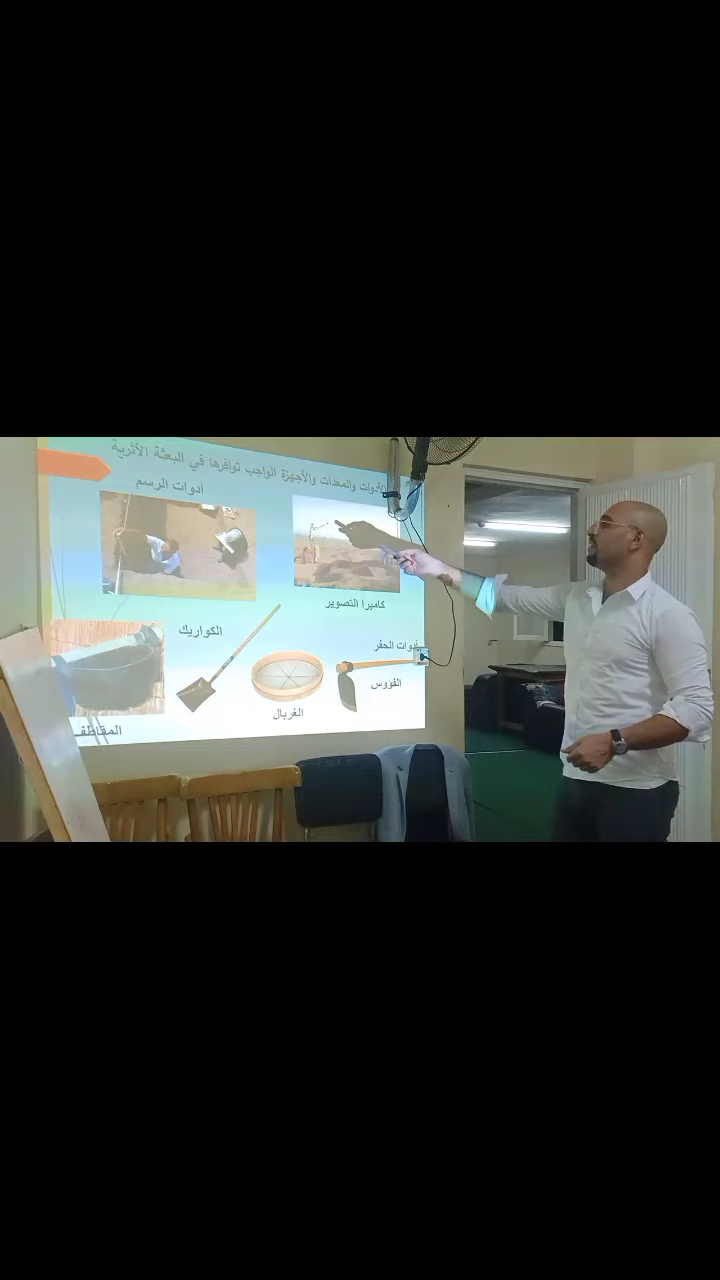 الأدوات والمعدات والأجهزة الواجب توافرها في البعثة الأثرية
أدوات الرسم
كاميرا التصوير
أدوات الحفر
الكواريك
الفؤوس
الغربال
المقاطف